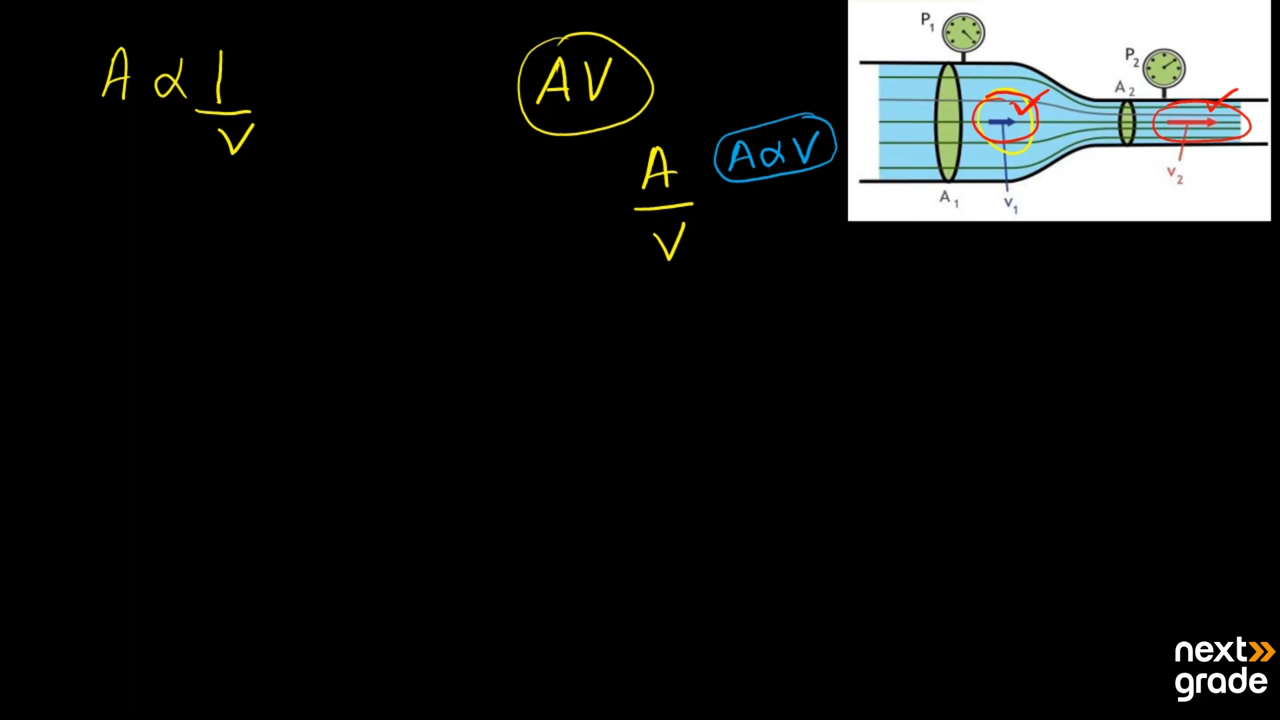 A ∝ 1/V
AV
A/V
A ∝ V
P1
P2
A2
A1
v1
v2
next
grade